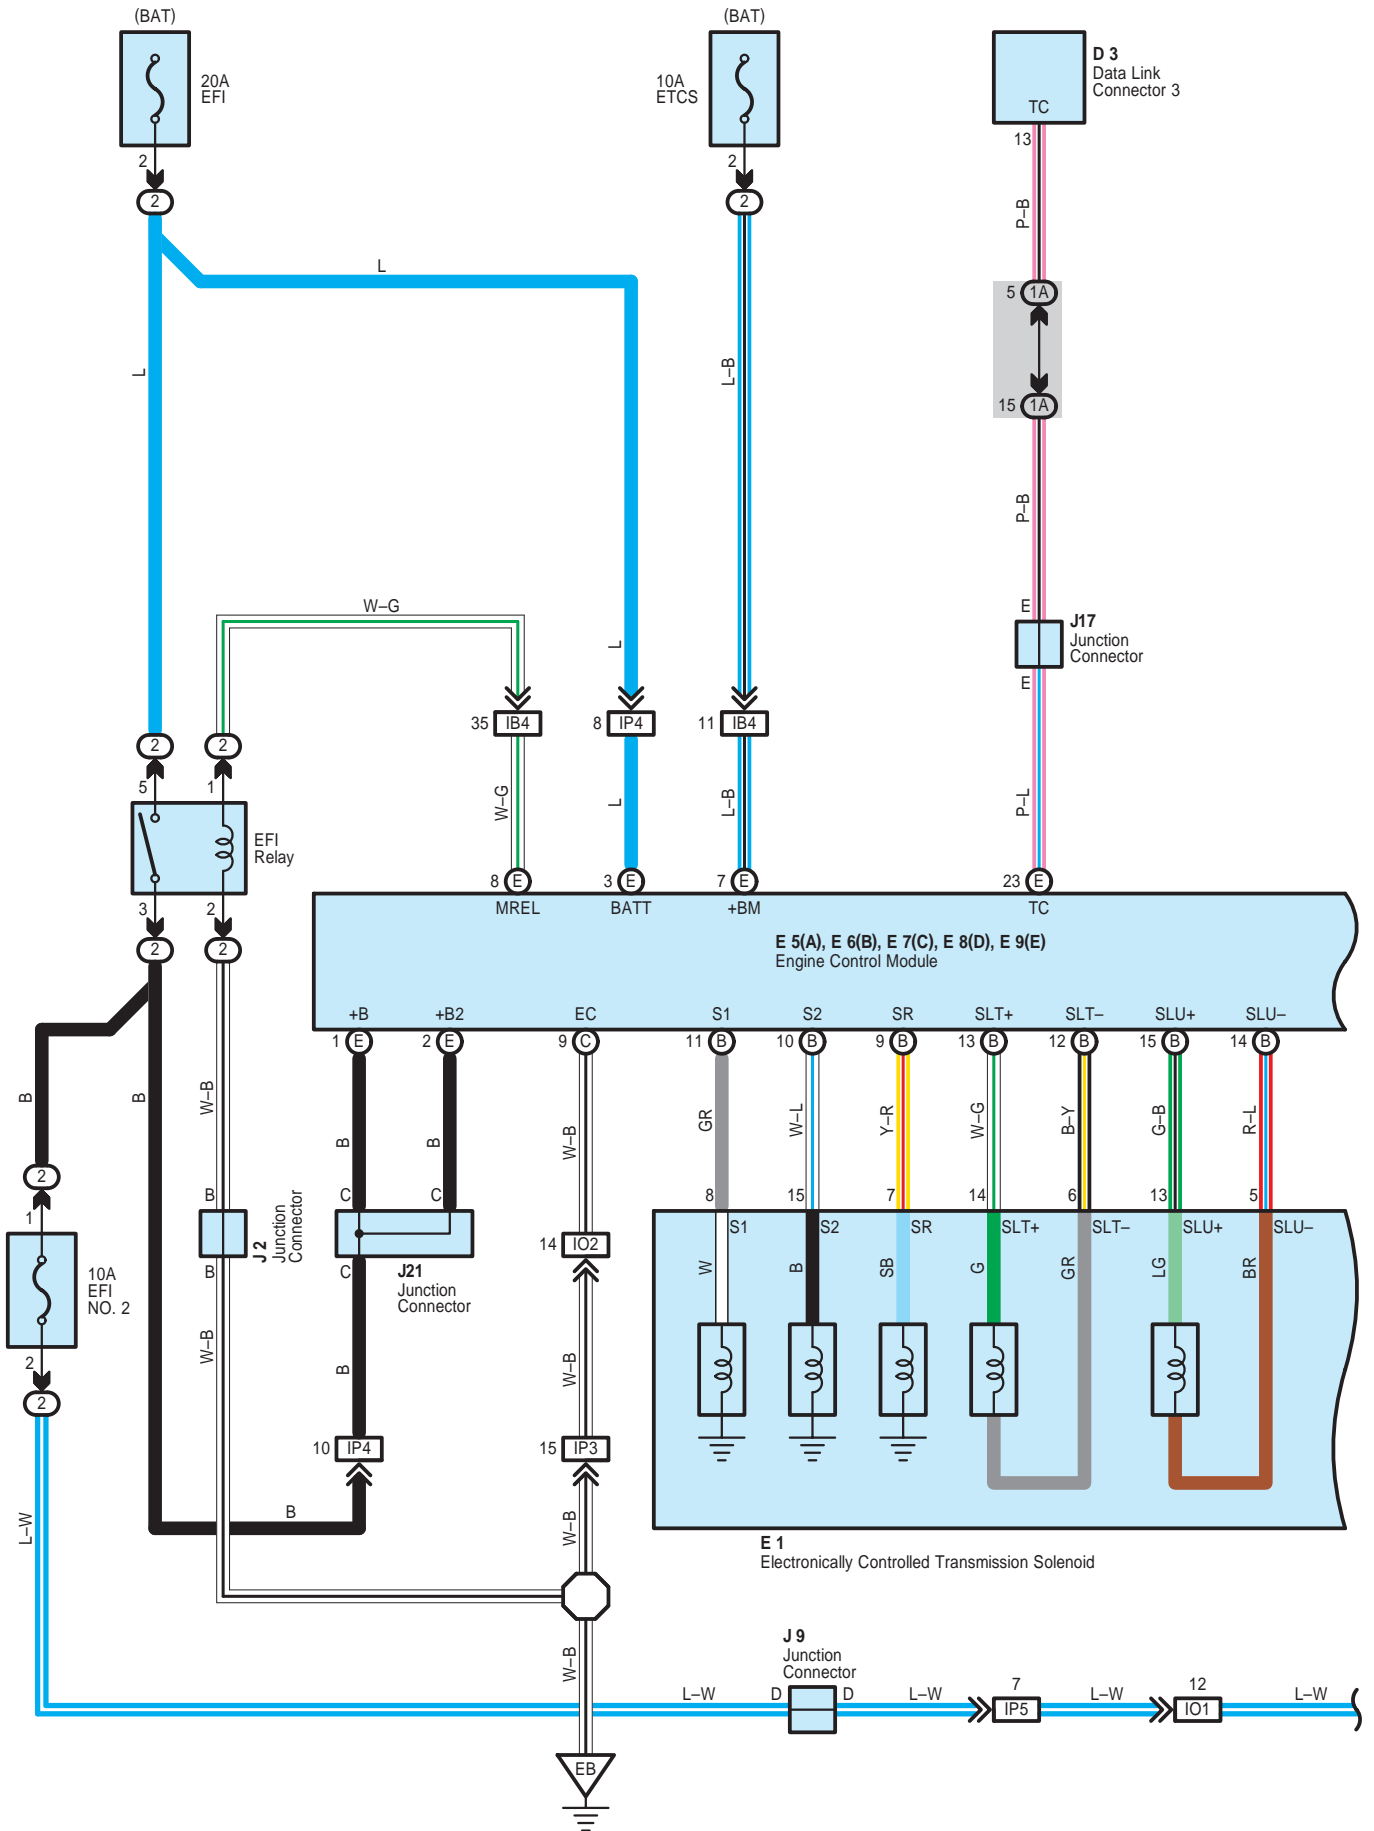 (BAT)
(BAT)
20A
EFI
10A
ETCS
D 3
Data Link
Connector 3
TC
2
2
13
2
2
P–B
L
5
1A
L
L–B
15
1A
P–B
W–G
E
J17
Junction
Connector
L
E
35
IB4
8
IP4
11
IB4
2
2
5
1
W–G
L
L–B
P–L
EFI
Relay
8
E
3
E
7
E
23
E
3
2
MREL
BATT
+BM
TC
2
2
E 5(A), E 6(B), E 7(C), E 8(D), E 9(E)
Engine Control Module
+B
+B2
EC
S1
S2
SR
SLT+
SLT–
SLU+
SLU–
1
E
2
E
9
C
11
B
10
B
9
B
13
B
12
B
15
B
14
B
B
B
W–B
B
B
W–B
GR
W–L
Y–R
W–G
B–Y
G–B
R–L
2
B
C
C
8
15
7
14
6
13
5
1
J 2
Junction
Connector
S1
S2
SR
SLT+
SLT–
SLU+
SLU–
14
IO2
B
C
J21
Junction
Connector
W
B
SB
G
GR
LG
BR
10A
EFI
NO. 2
2
W–B
B
W–B
2
10
IP4
15
IP3
L–W
B
W–B
E 1
Electronically Controlled Transmission Solenoid
J 9
Junction
Connector
W–B
L–W
D
D
L–W
7
IP5
L–W
12
IO1
L–W
EB